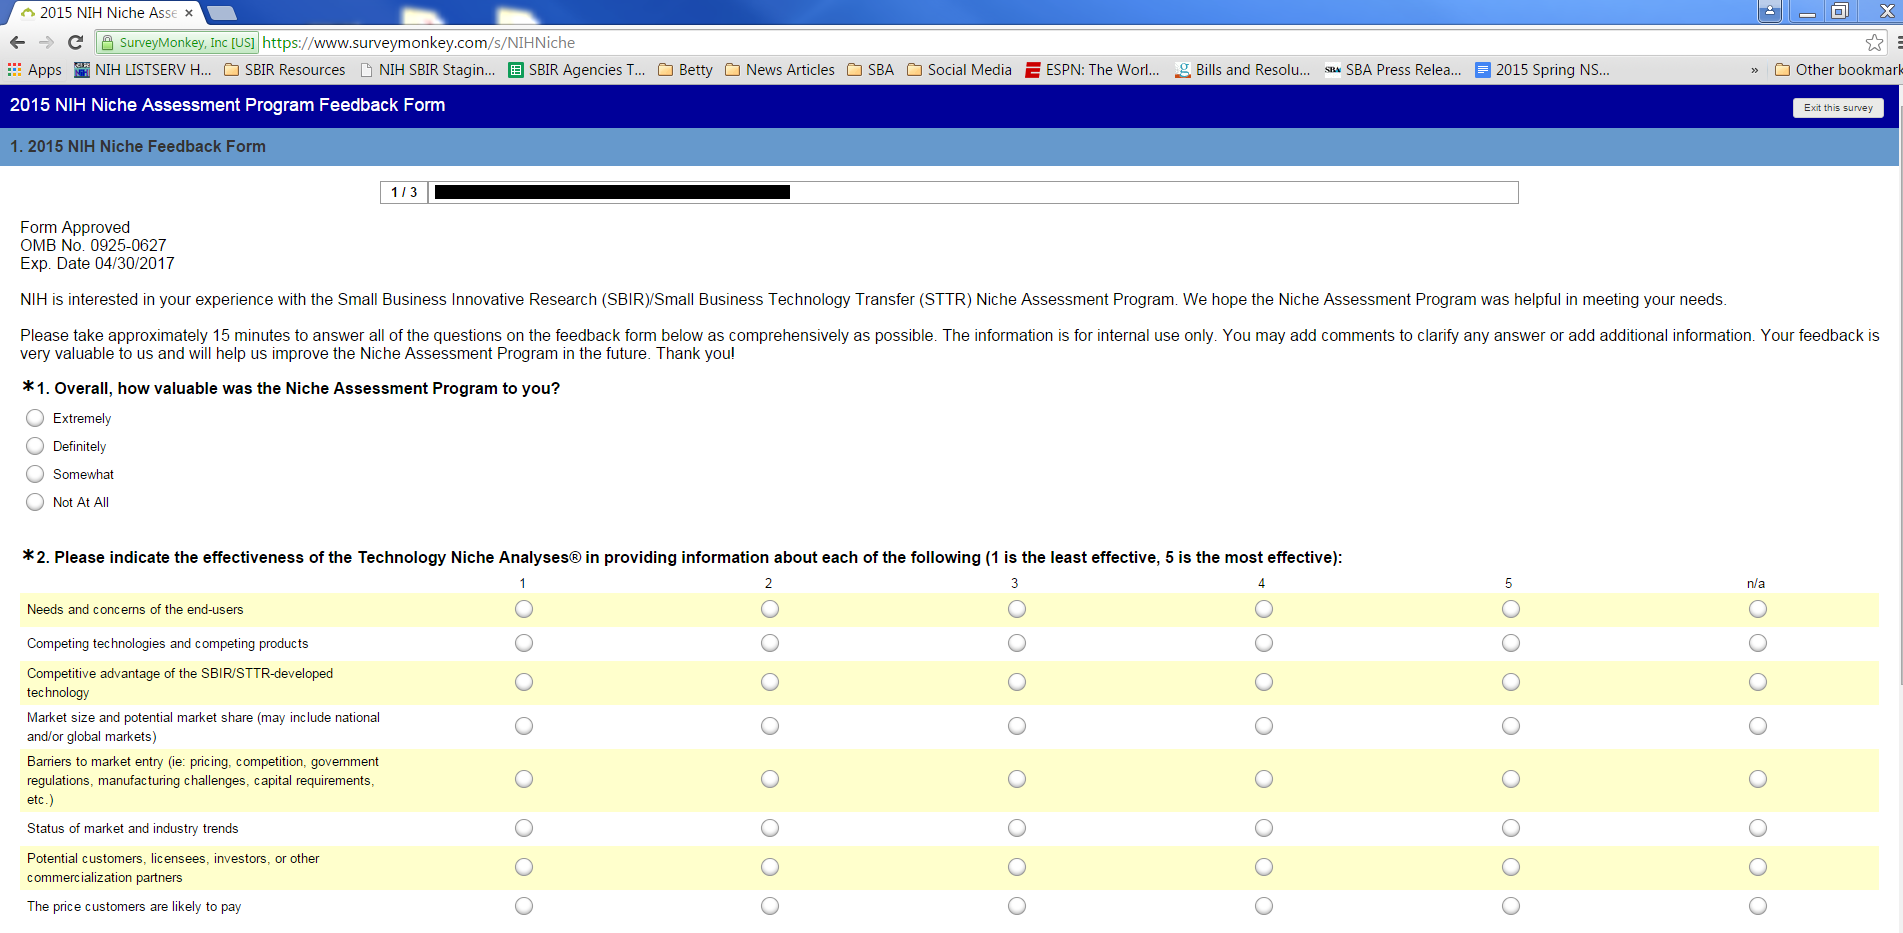 2015 NIH Niche Asse
SurveyMonkey, Inc [US] https://www.surveymonkey.com/s/NIHNiche
Apps NIH LISTSERV H... SBIR Resources NIH SBIR Stagin... SBIR Agencies T... Betty News Articles SBA Social Media ESPN: The Worl... Bills and Resolu... SBA SBA Press Relea... 2015 Spring NS... » Other bookmark
2015 NIH Niche Assessment Program Feedback Form
Exit this survey
1. 2015 NIH Niche Feedback Form
1 / 3
Form Approved
OMB No. 0925-0627
Exp. Date 04/30/2017
NIH is interested in your experience with the Small Business Innovative Research (SBIR)/Small Business Technology Transfer (STTR) Niche Assessment Program. We hope the Niche Assessment Program was helpful in meeting your needs.
Please take approximately 15 minutes to answer all of the questions on the feedback form below as comprehensively as possible. The information is for internal use only. You may add comments to clarify any answer or add additional information. Your feedback is
very valuable to us and will help us improve the Niche Assessment Program in the future. Thank you!
*1. Overall, how valuable was the Niche Assessment Program to you?
Extremely
Definitely
Somewhat
Not At All
*2. Please indicate the effectiveness of the Technology Niche Analyses® in providing information about each of the following (1 is the least effective, 5 is the most effective):
1 2 3 4 5 n/a
Needs and concerns of the end-users
Competing technologies and competing products
Competitive advantage of the SBIR/STTR-developed
technology
Market size and potential market share (may include national
and/or global markets)
Barriers to market entry (ie: pricing, competition, government
regulations, manufacturing challenges, capital requirements,
etc.)
Status of market and industry trends
Potential customers, licensees, investors, or other
commercialization partners
The price customers are likely to pay